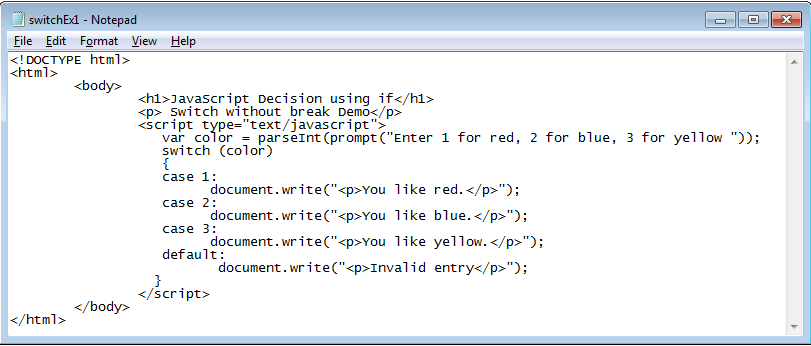 switchEx1 - Notepad
File Edit Format View Help
<!DOCTYPE html>
<html>
<body>
<h1>JavaScript Decision using if</h1>
<p> Switch without break Demo</p>
<script type="text/javascript">
var color = parseInt(prompt("Enter 1 for red, 2 for blue, 3 for yellow "));
switch (color)
{
case 1:
document.write("<p>You like red.</p>");
case 2:
document.write("<p>You like blue.</p>");
case 3:
document.write("<p>You like yellow.</p>");
default:
document.write("<p>Invalid entry</p>");
}
</script>
</body>
</html>